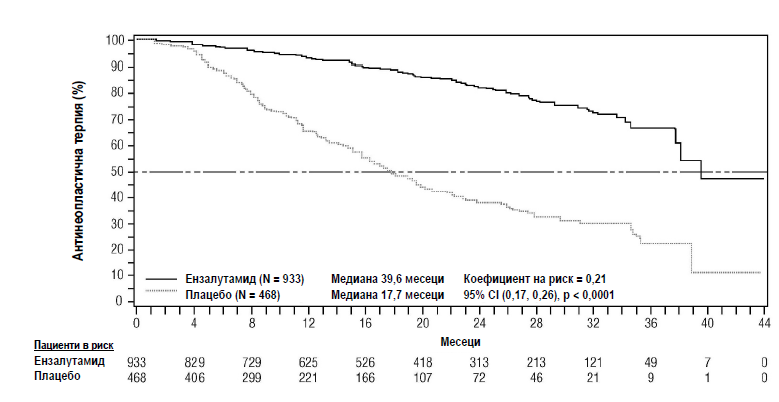 Антинеопластична терпия (%)
100
90
80
70
60
50
40
30
20
10
0
Ензалутамид (N = 933) Медиана 39,6 месеци Коефициент на риск = 0,21
Плацебо (N = 468) Медиана 17,7 месеци 95% CI (0,17, 0,26), p < 0,0001
0 4 8 12 16 20 24 28 32 36 40 44
Месеци
Пациенти в риск
Ензалутамид 933 829 729 625 526 418 313 213 121 49 7 0
Плацебо 468 406 299 221 166 107 72 46 21 9 1 0